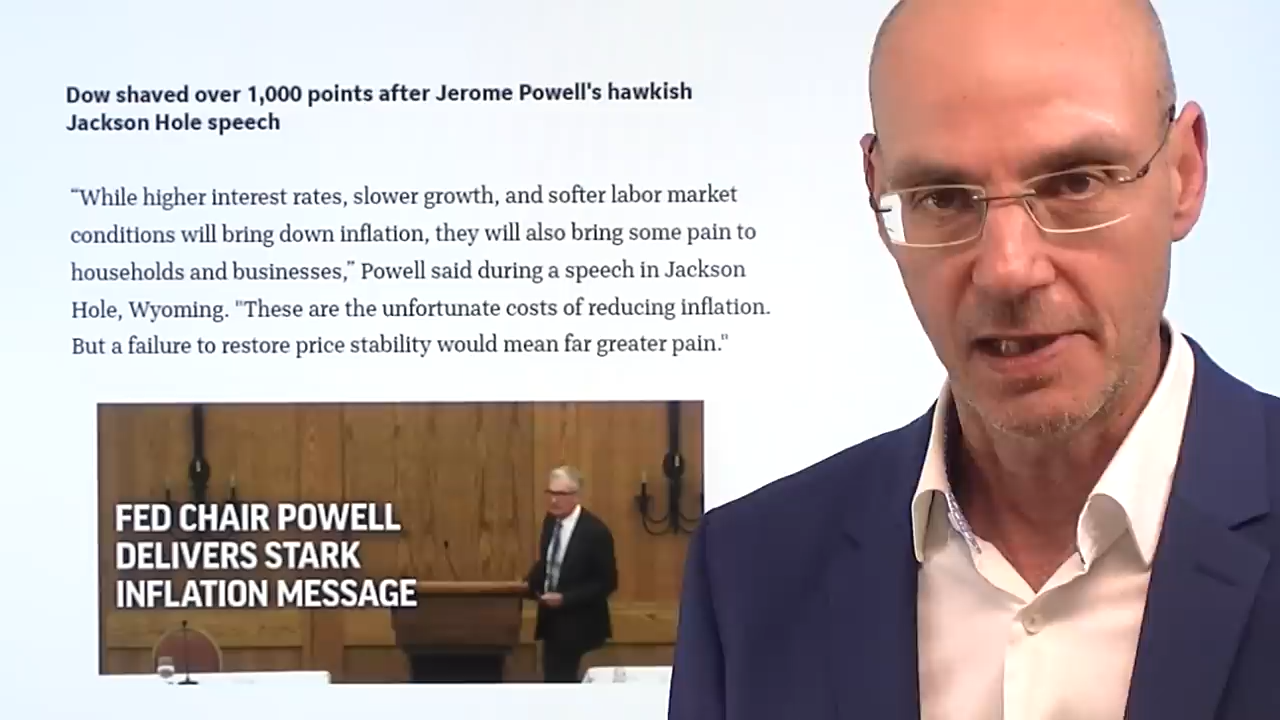 Dow shaved over 1,000 points after Jerome Powell's hawkish
Jackson Hole speech
“While higher interest rates, slower growth, and softer labor market
conditions will bring down inflation, they will also bring some pain to
households and businesses,” Powell said during a speech in Jackson
Hole, Wyoming. "These are the unfortunate costs of reducing inflation.
But a failure to restore price stability would mean far greater pain."
FED CHAIR POWELL
DELIVERS STARK
INFLATION MESSAGE